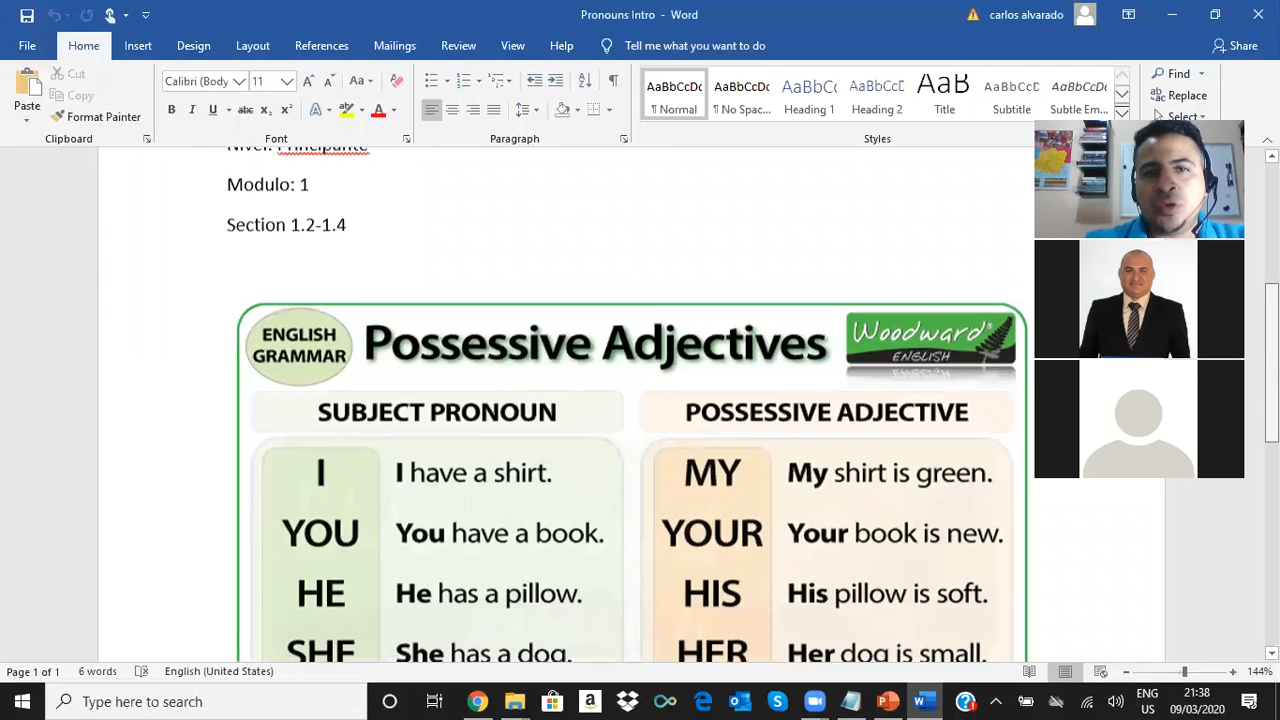 Pronouns Intro - Word
carlos alvarado
File Home Insert Design Layout References Mailings Review View Help Tell me what you want to do Share
Cut
Copy
Format Painter
Paste
Clipboard
Calibri (Body 11
Font
Paragraph
AaBbCcDc AaBbCcDc AaBbCc AaBbCcD AaB AaBbCcD AaBbCcDc
¶ Normal ¶ No Spac... Heading 1 Heading 2 Title Subtitle Subtle Em...
Styles
Find
Replace
Select
Nivel: Principante
Modulo: 1
Section 1.2-1.4
ENGLISH
GRAMMAR
Possessive Adjectives
Woodward®
ENGLISH
SUBJECT PRONOUN POSSESSIVE ADJECTIVE
I I have a shirt. MY My shirt is green.
YOU You have a book. YOUR Your book is new.
HE He has a pillow. HIS His pillow is soft.
SHE She has a dog. HER Her dog is small.
Page 1 of 1 6 words English (United States) 144%
Type here to search
ENG
US
21:38
09/03/2020